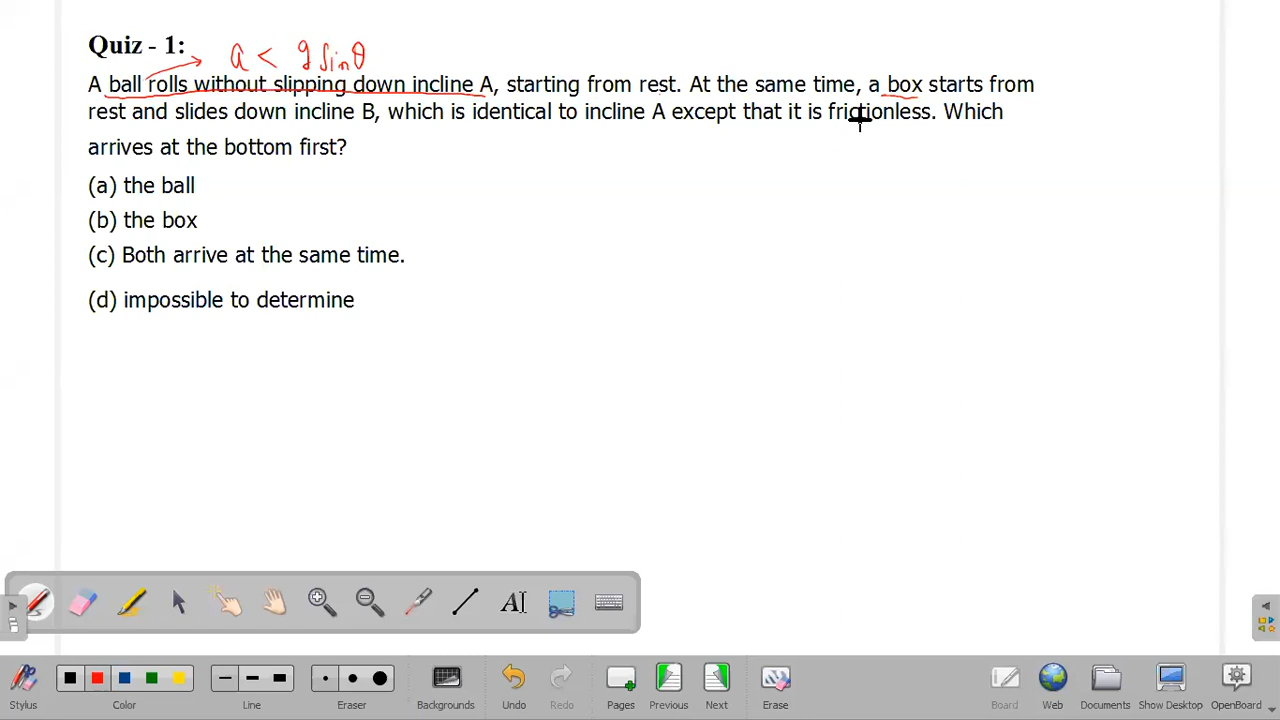 Quiz - 1:
a < g sinθ
A ball rolls without slipping down incline A, starting from rest. At the same time, a box starts from
rest and slides down incline B, which is identical to incline A except that it is frictionless. Which
arrives at the bottom first?
(a) the ball
(b) the box
(c) Both arrive at the same time.
(d) impossible to determine
AI
Stylus
Color
Line
Eraser
Backgrounds
Undo
Redo
Pages
Previous
Next
Erase
Board
Web
Documents
Show Desktop
OpenBoard